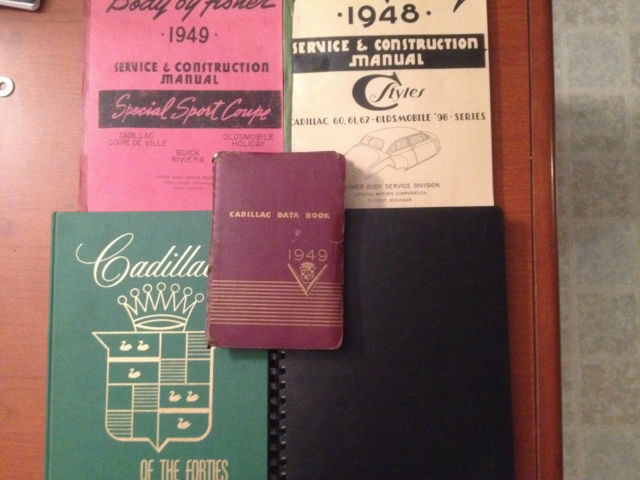 Body by Fisher
· 1949 ·
SERVICE & CONSTRUCTION
MANUAL
Special Sport Coupe
CADILLAC
COUPE DE VILLE
BUICK
RIVIERA
OLDSMOBILE
HOLIDAY
· 1948 ·
SERVICE & CONSTRUCTION
MANUAL
C Styles
CADILLAC 60, 61, 62 · OLDSMOBILE '98 · SERIES
FISHER BODY SERVICE DIVISION
GENERAL MOTORS CORPORATION
DETROIT, MICHIGAN
CADILLAC DATA BOOK
1949
Cadillac
OF THE FORTIES